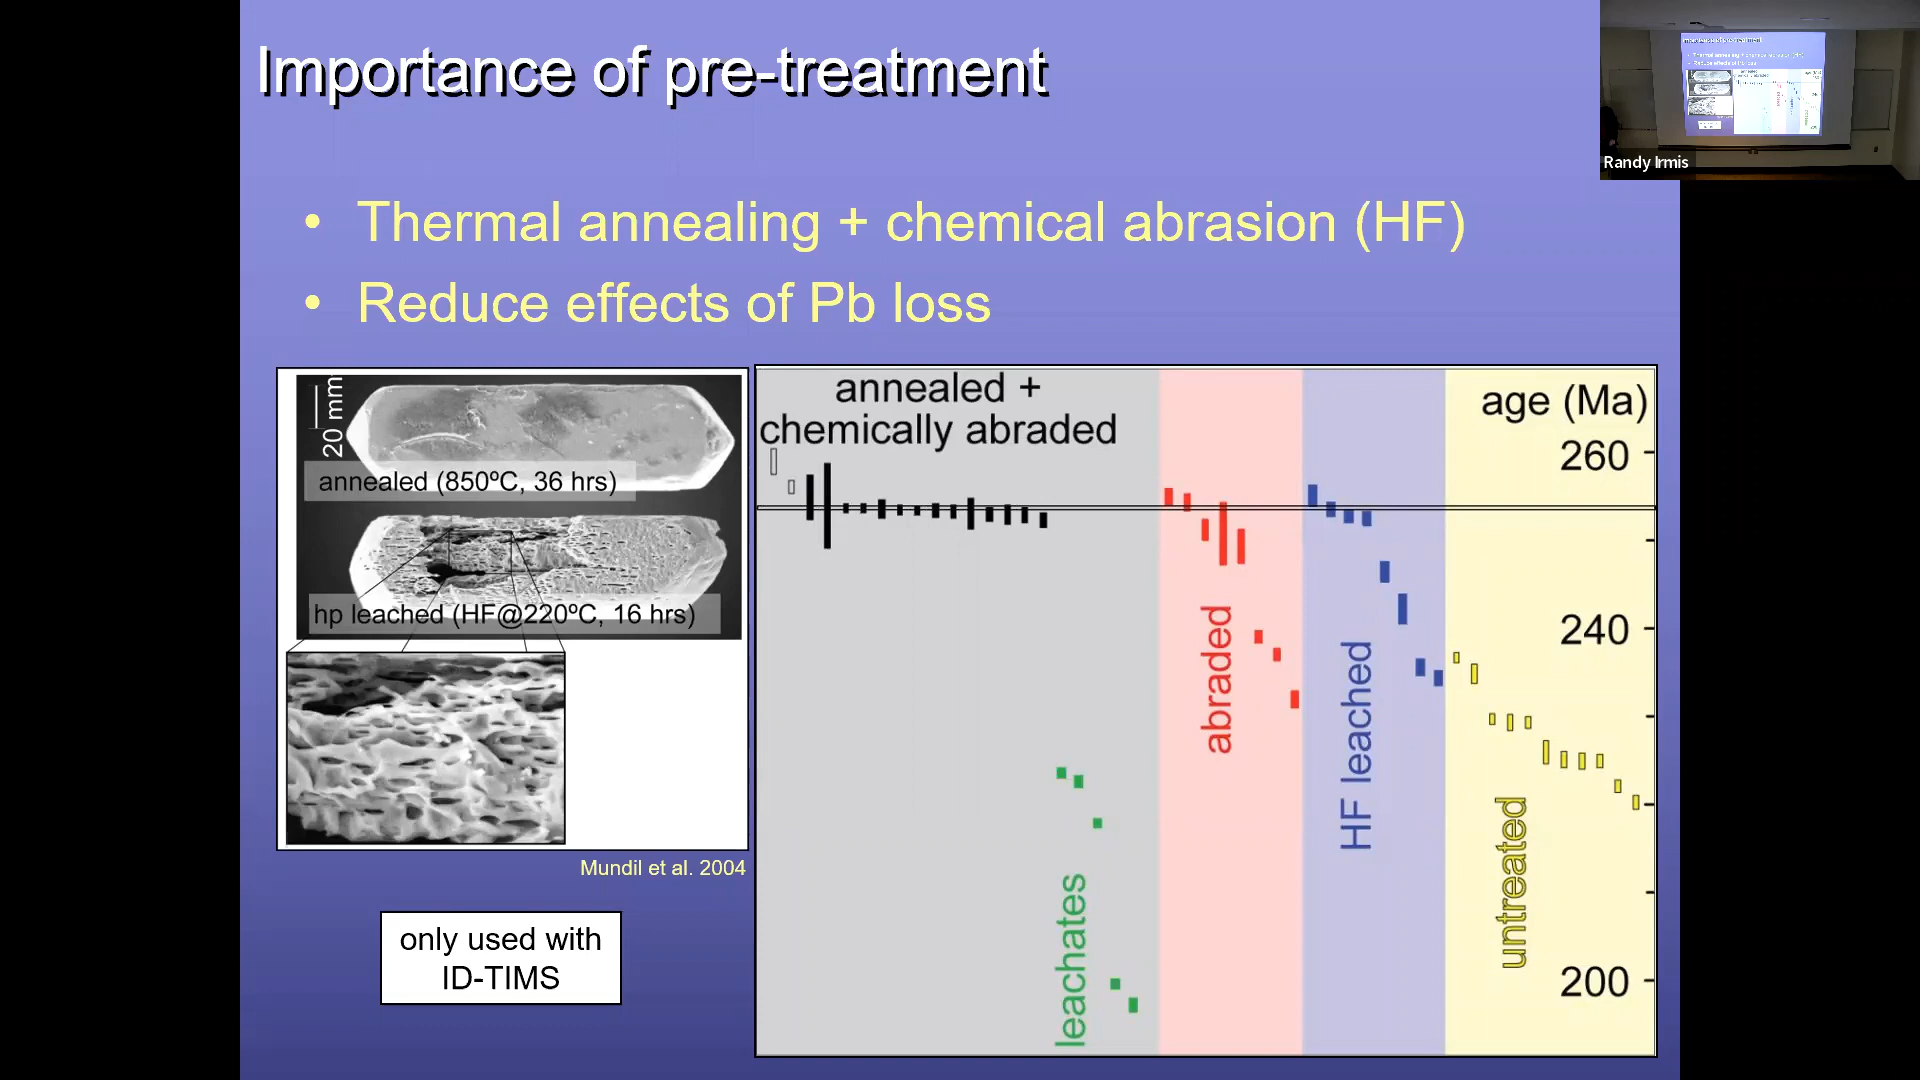 Importance of pre-treatment
• Thermal annealing + chemical abrasion (HF)
• Reduce effects of Pb loss
20 mm
annealed (850ºC, 36 hrs)
hp leached (HF@220ºC, 16 hrs)
Mundil et al. 2004
only used with
ID-TIMS
annealed +
chemically abraded
leachates
abraded
HF leached
untreated
age (Ma)
260
240
200
Randy Irmis